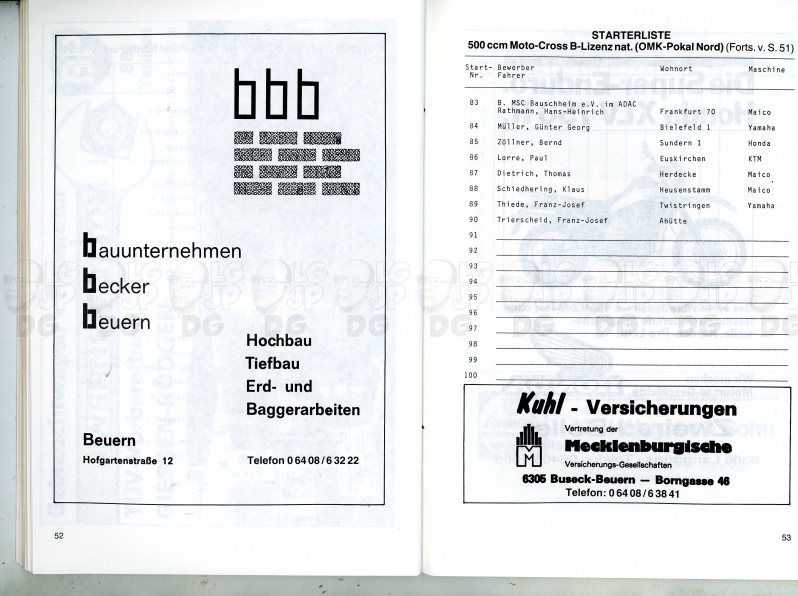 bbb
bauunternehmen
becker
beuern
Hochbau
Tiefbau
Erd- und
Baggerarbeiten
Beuern
Hofgartenstraße 12
Telefon 0 64 08 / 6 32 22
52
STARTERLISTE
500 ccm Moto-Cross B-Lizenz nat. (OMK-Pokal Nord) (Forts. v. S. 51)
Start- Bewerber Wohnort Maschine
Nr. Fahrer
83 B. MSC Bauschheim e.V. im ADAC
Rathmann, Hans-Heinrich Frankfurt 70 Maico
84 Müller, Günter Georg Bielefeld 1 Yamaha
85 Zöllner, Bernd Sundern 1 Honda
86 Lorre, Paul Euskirchen KTM
87 Dietrich, Thomas Herdecke Maico
88 Schiedhering, Klaus Heusenstamm Maico
89 Thiede, Franz-Josef Twistringen Yamaha
90 Trierscheid, Franz-Josef Ahütte
91
92
93
94
95
96
97
98
99
100
Kuhl - Versicherungen
Vertretung der
Mecklenburgische
Versicherungs-Gesellschaften
6305 Buseck-Beuern — Borngasse 46
Telefon: 0 64 08 / 6 38 41
53